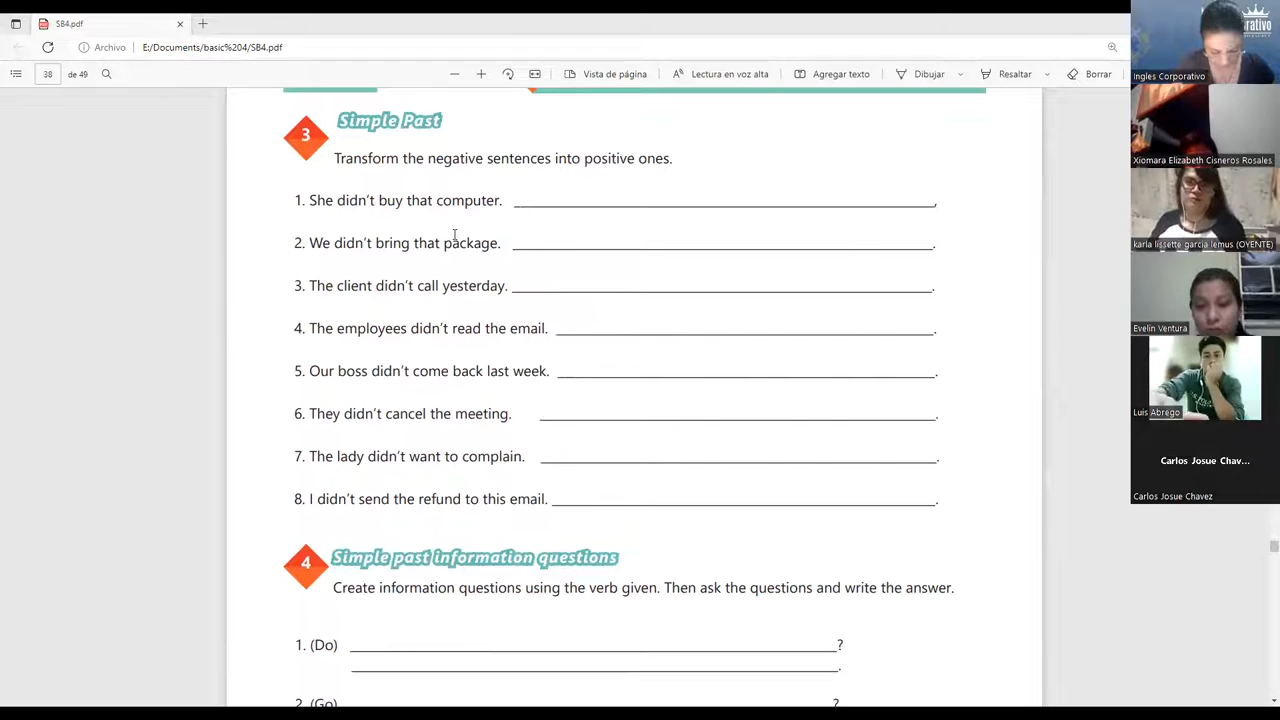 SB4.pdf
Archivo
E:/Documents/basic%204/SB4.pdf
38
de 49
Vista de página
Lectura en voz alta
Agregar texto
Dibujar
Resaltar
Borrar
3
Simple Past
Transform the negative sentences into positive ones.
1. She didn't buy that computer. ,
2. We didn't bring that package. .
3. The client didn't call yesterday. .
4. The employees didn't read the email. .
5. Our boss didn't come back last week. .
6. They didn't cancel the meeting. .
7. The lady didn't want to complain. .
8. I didn't send the refund to this email. .
4
Simple past information questions
Create information questions using the verb given. Then ask the questions and write the answer.
1. (Do) ?
.
2. (Go) ?
rativo
Ingles Corporativo
Xiomara Elizabeth Cisneros Rosales
karla lissette garcia lemus (OYENTE)
Evelin Ventura
Luis Abrego
Carlos Josue Chav...
Carlos Josue Chavez